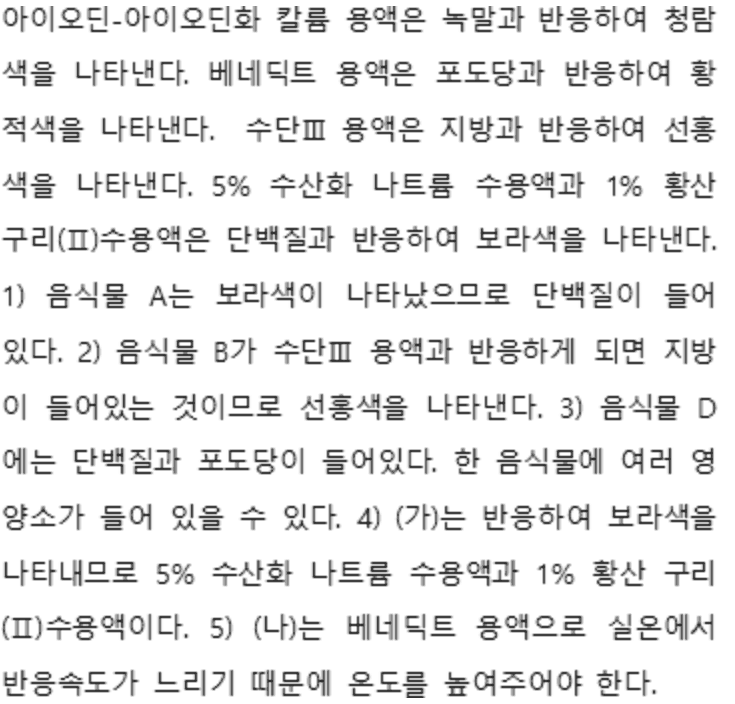 아이오딘-아이오딘화 칼륨 용액은 녹말과 반응하여 청람
색을 나타낸다. 베네딕트 용액은 포도당과 반응하여 황
적색을 나타낸다. 수단Ⅲ 용액은 지방과 반응하여 선홍
색을 나타낸다. 5% 수산화 나트륨 수용액과 1% 황산
구리(Ⅱ)수용액은 단백질과 반응하여 보라색을 나타낸다.
1) 음식물 A는 보라색이 나타났으므로 단백질이 들어
있다. 2) 음식물 B가 수단Ⅲ 용액과 반응하게 되면 지방
이 들어있는 것이므로 선홍색을 나타낸다. 3) 음식물 D
에는 단백질과 포도당이 들어있다. 한 음식물에 여러 영
양소가 들어 있을 수 있다. 4) (가)는 반응하여 보라색을
나타내므로 5% 수산화 나트륨 수용액과 1% 황산 구리
(Ⅱ)수용액이다. 5) (나)는 베네딕트 용액으로 실온에서
반응속도가 느리기 때문에 온도를 높여주어야 한다.